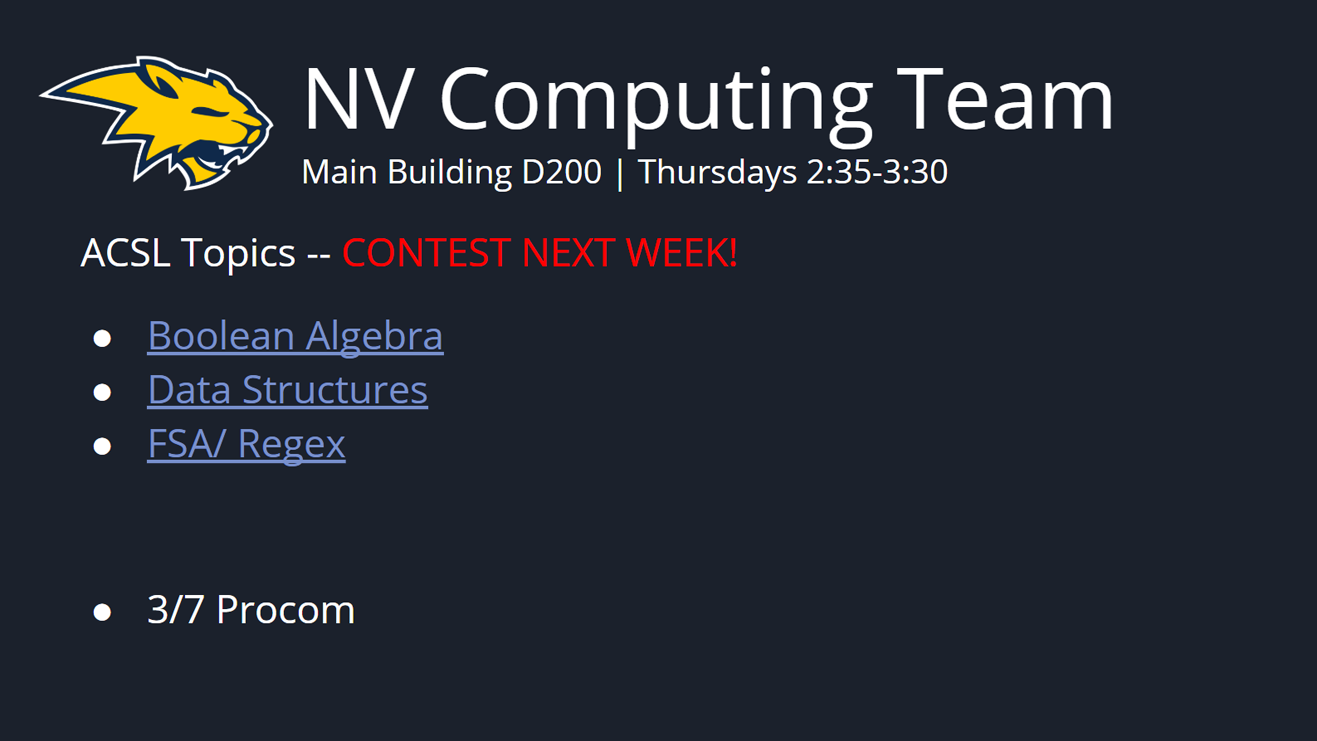 NV Computing Team
Main Building D200 | Thursdays 2:35-3:30
ACSL Topics -- CONTEST NEXT WEEK!
● Boolean Algebra
● Data Structures
● FSA/ Regex
● 3/7 Procom